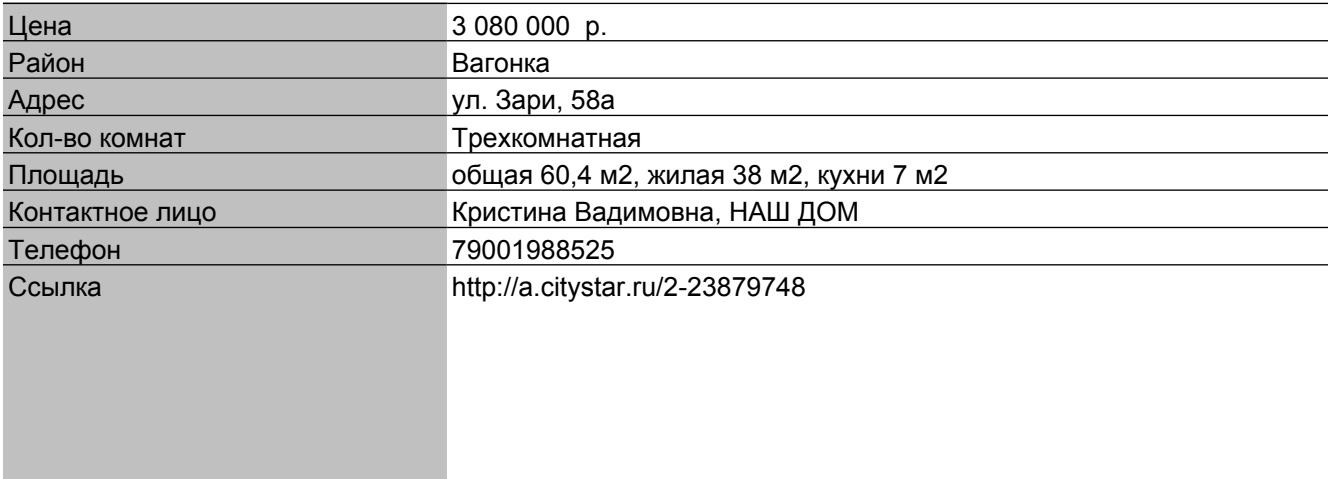 Цена 3 080 000 р.
Район Вагонка
Адрес ул. Зари, 58а
Кол-во комнат Трехкомнатная
Площадь общая 60,4 м2, жилая 38 м2, кухни 7 м2
Контактное лицо Кристина Вадимовна, НАШ ДОМ
Телефон 79001988525
Ссылка http://a.citystar.ru/2-23879748